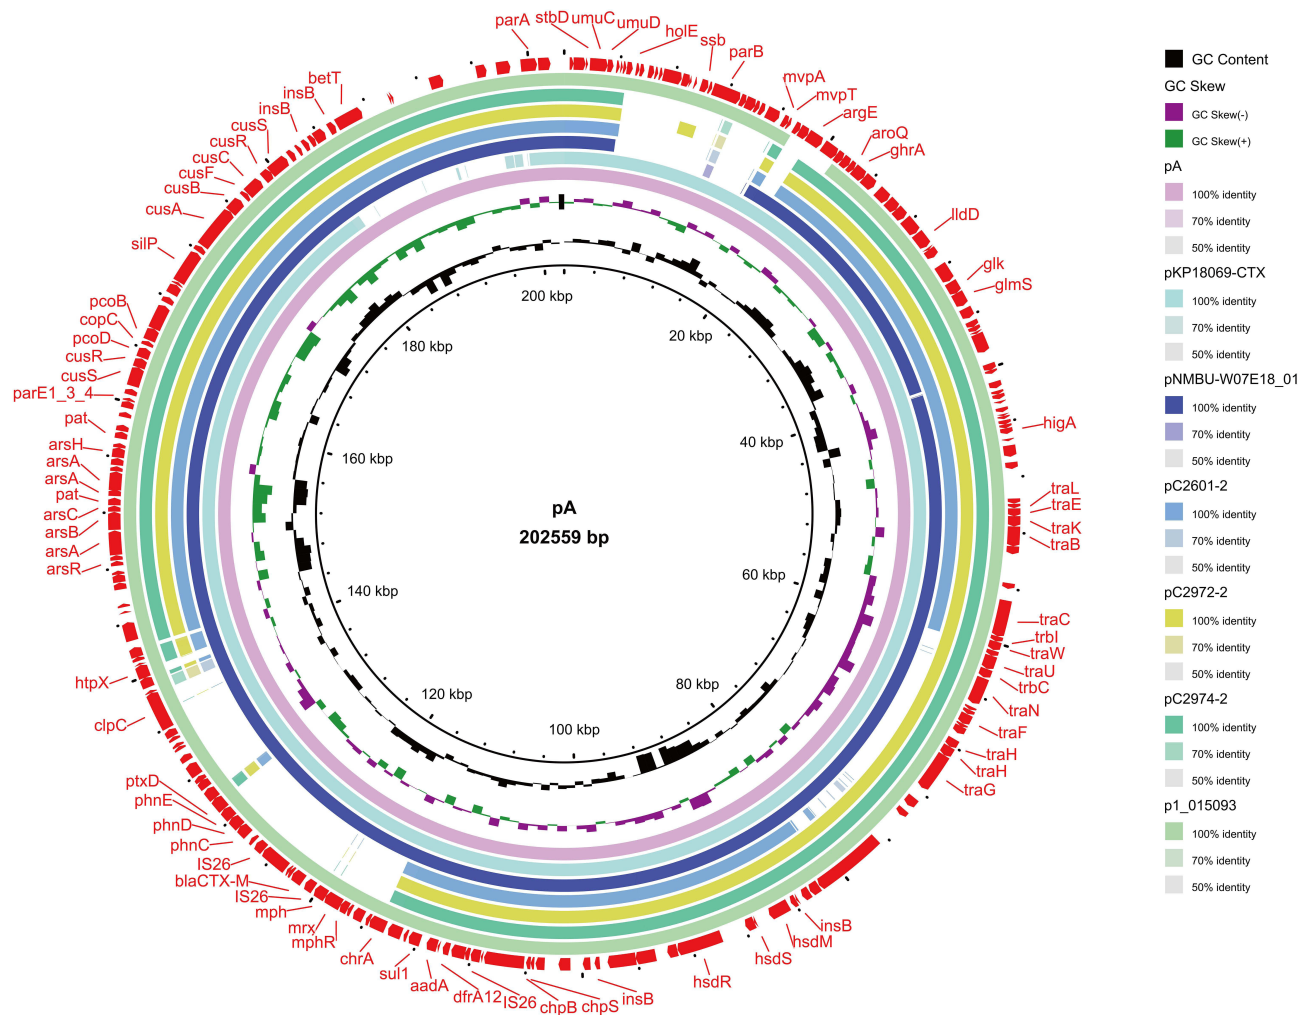 parA
stbD
umuC
umuD
holE
ssb
parB
mvpA
mvpT
argE
aroQ
ghrA
lldD
glk
glmS
higA
traL
traE
traK
traB
traC
trbI
traW
traU
trbC
traN
traF
traH
traH
traG
insB
hsdM
hsdS
hsdR
insB
chpS
chpB
IS26
dfrA12
aadA
sul1
chrA
mphR
mrx
mph
IS26
blaCTX-M
IS26
phnC
phnD
phnE
ptxD
clpC
htpX
arsR
arsA
arsB
arsC
pat
arsA
arsA
arsH
pat
parE1_3_4
cusS
cusR
pcoD
copC
pcoB
silP
cusA
cusB
cusF
cusC
cusR
cusS
insB
insB
betT
200 kbp
20 kbp
40 kbp
60 kbp
80 kbp
100 kbp
120 kbp
140 kbp
160 kbp
180 kbp
pA
202559 bp
GC Content
GC Skew
GC Skew(-)
GC Skew(+)
pA
100% identity
70% identity
50% identity
pKP18069-CTX
100% identity
70% identity
50% identity
pNMBU-W07E18_01
100% identity
70% identity
50% identity
pC2601-2
100% identity
70% identity
50% identity
pC2972-2
100% identity
70% identity
50% identity
pC2974-2
100% identity
70% identity
50% identity
p1_015093
100% identity
70% identity
50% identity